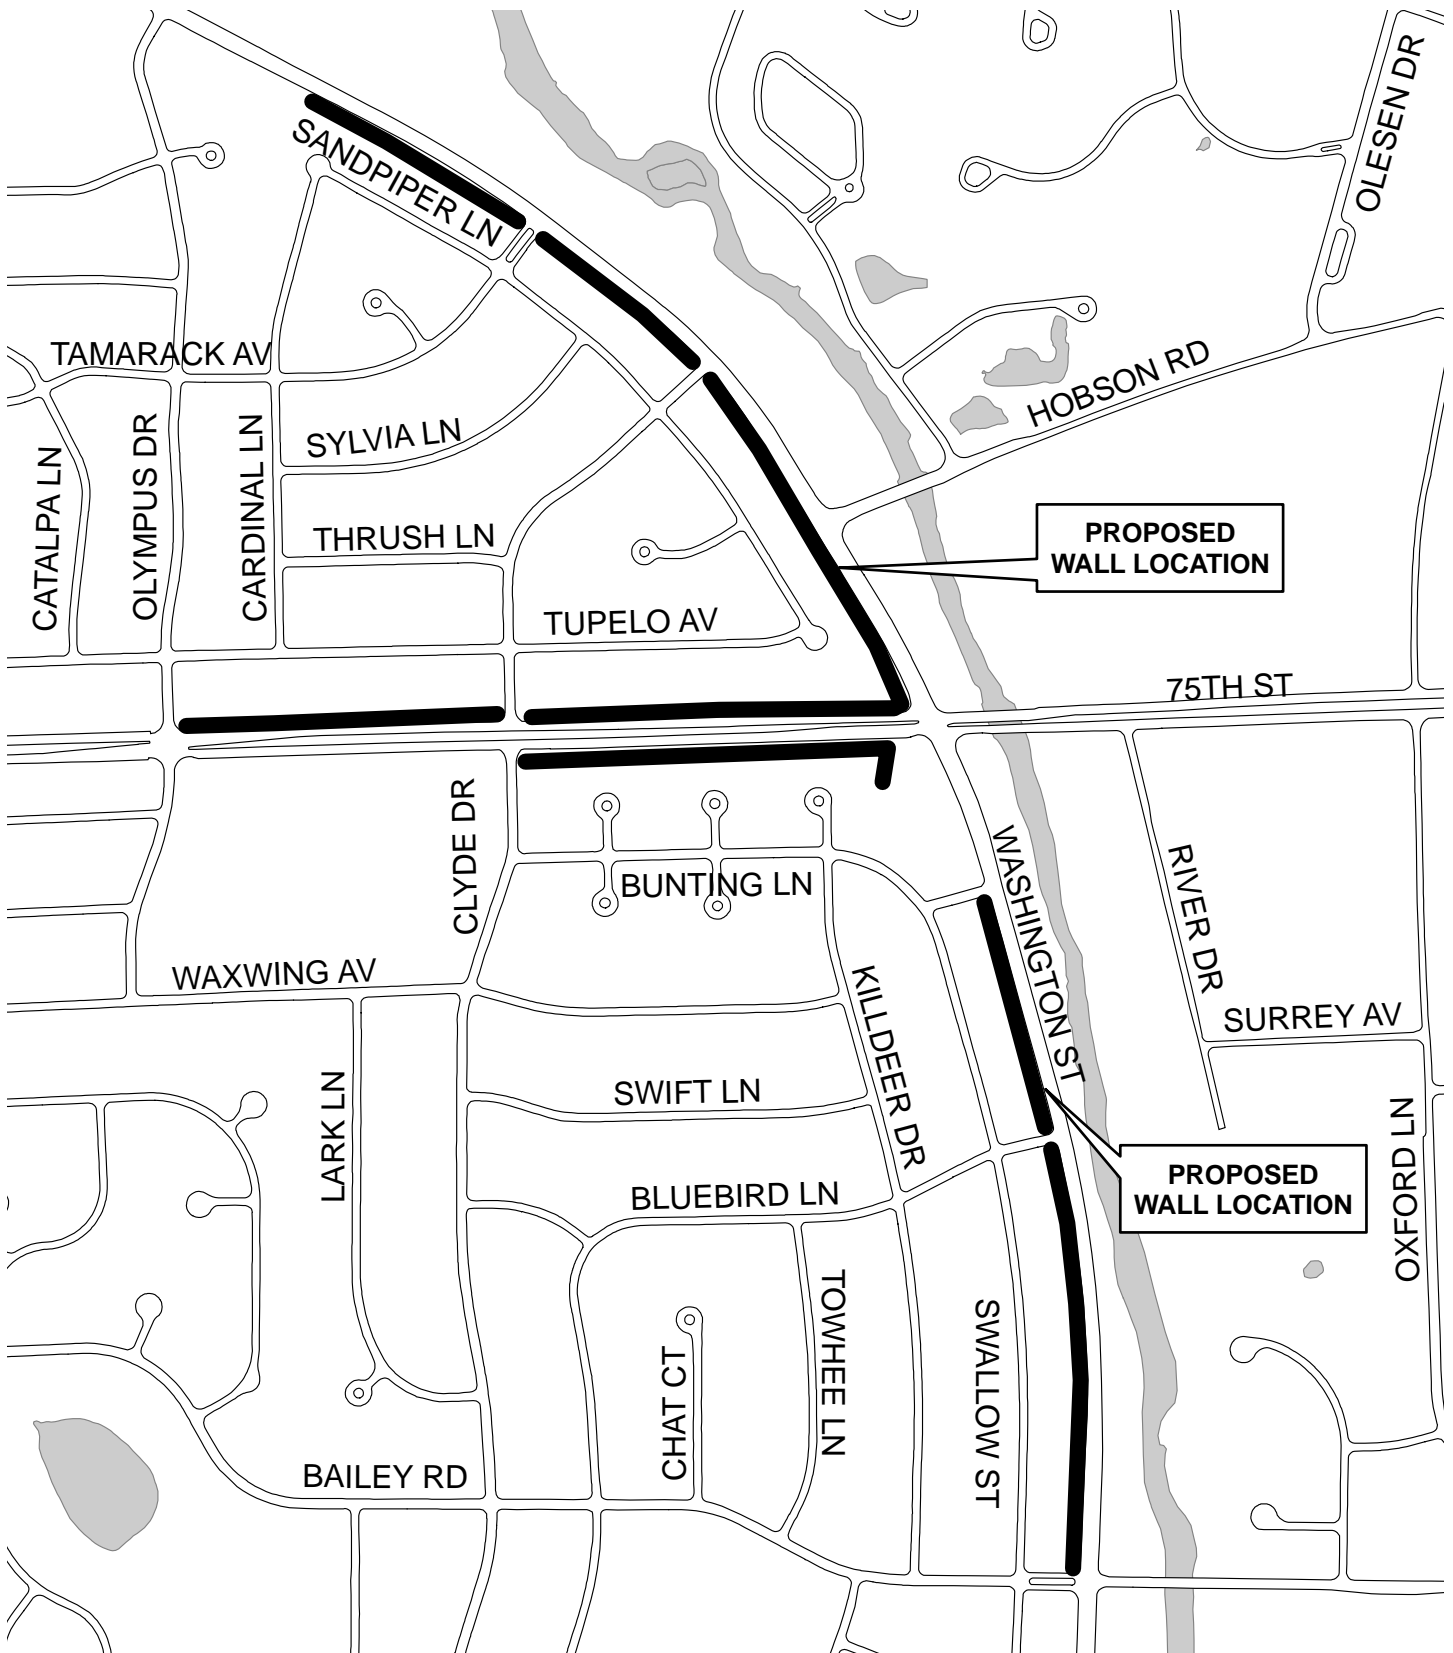 OLESEN DR
SANDPIPER LN
TAMARACK AV
HOBSON RD
SYLVIA LN
CATALPA LN
OLYMPUS DR
CARDINAL LN
THRUSH LN
PROPOSED
WALL LOCATION
TUPELO AV
75TH ST
CLYDE DR
BUNTING LN
WASHINGTON ST
RIVER DR
WAXWING AV
KILLDEER DR
SURREY AV
LARK LN
SWIFT LN
OXFORD LN
PROPOSED
WALL LOCATION
BLUEBIRD LN
TOWHEE LN
SWALLOW ST
CHAT CT
BAILEY RD